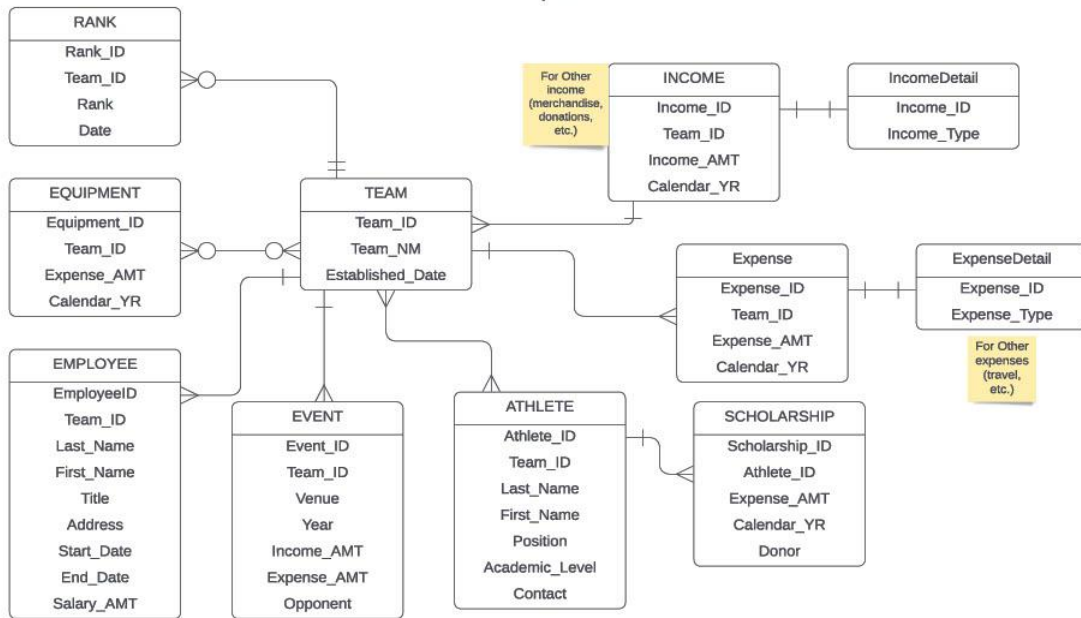 RANK
Rank_ID
Team_ID
Rank
Date
EQUIPMENT
Equipment_ID
Team_ID
Expense_AMT
Calendar_YR
EMPLOYEE
EmployeeID
Team_ID
Last_Name
First_Name
Title
Address
Start_Date
End_Date
Salary_AMT
TEAM
Team_ID
Team_NM
Established_Date
EVENT
Event_ID
Team_ID
Venue
Year
Income_AMT
Expense_AMT
Opponent
For Other
income
(merchandise,
donations,
etc.)
INCOME
Income_ID
Team_ID
Income_AMT
Calendar_YR
IncomeDetail
Income_ID
Income_Type
Expense
Expense_ID
Team_ID
Expense_AMT
Calendar_YR
ExpenseDetail
Expense_ID
Expense_Type
For Other
expenses
(travel,
etc.)
ATHLETE
Athlete_ID
Team_ID
Last_Name
First_Name
Position
Academic_Level
Contact
SCHOLARSHIP
Scholarship_ID
Athlete_ID
Expense_AMT
Calendar_YR
Donor